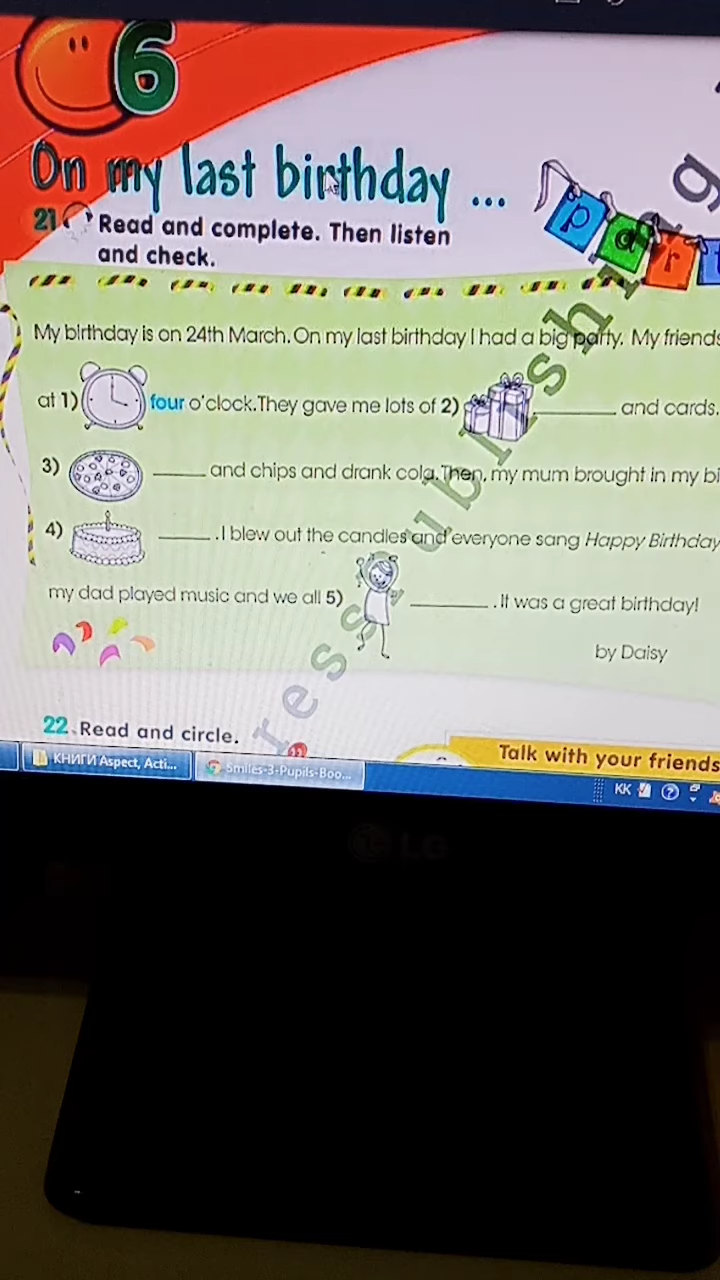 6
On my last birthday ...
par
21 Read and complete. Then listen
and check.
My birthday is on 24th March. On my last birthday I had a big party. My friends
at 1) four o'clock. They gave me lots of 2) ________ and cards.
3) _____ and chips and drank cola. Then, my mum brought in my bi
4) _____ . I blew out the candles and everyone sang Happy Birthday
my dad played music and we all 5) ________ . It was a great birthday!
by Daisy
22 Read and circle.
Talk with your friends
КНИГИ Aspect, Acti...
Smiles-3-Pupils-Boo...
KK
LG